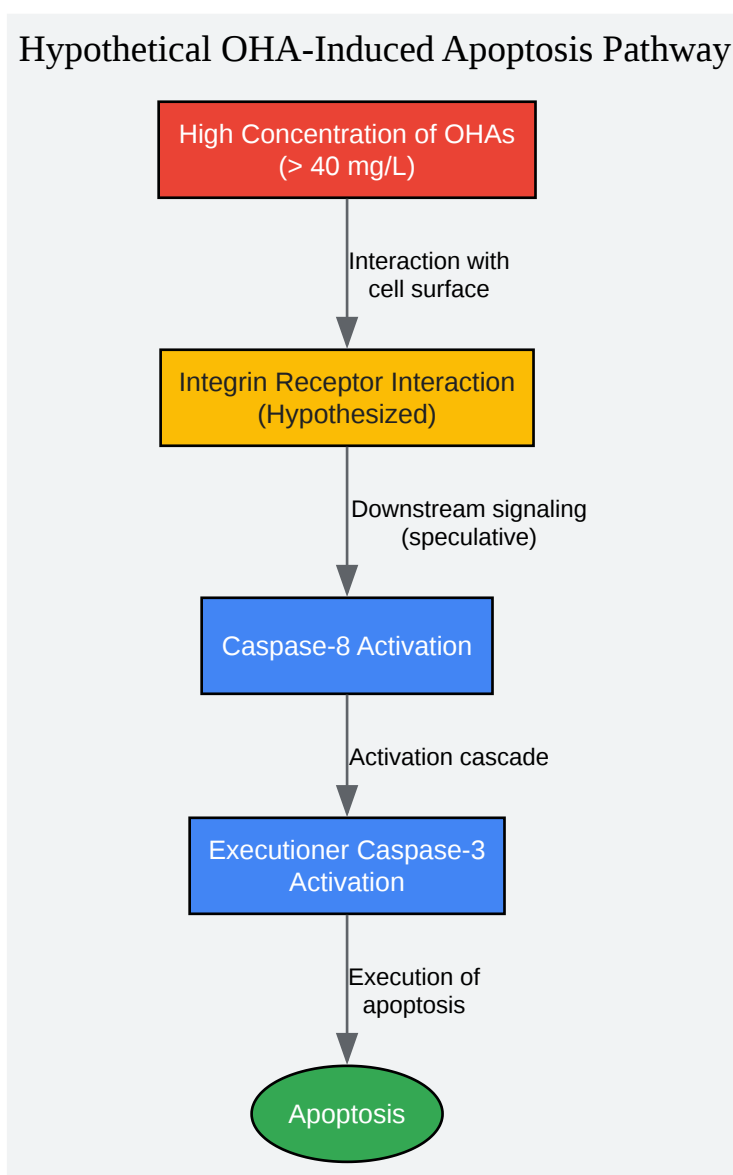 Hypothetical OHA-Induced Apoptosis Pathway
High Concentration of OHAs
(> 40 mg/L)
Interaction with
cell surface
Integrin Receptor Interaction
(Hypothesized)
Downstream signaling
(speculative)
Caspase-8 Activation
Activation cascade
Executioner Caspase-3
Activation
Execution of
apoptosis
Apoptosis